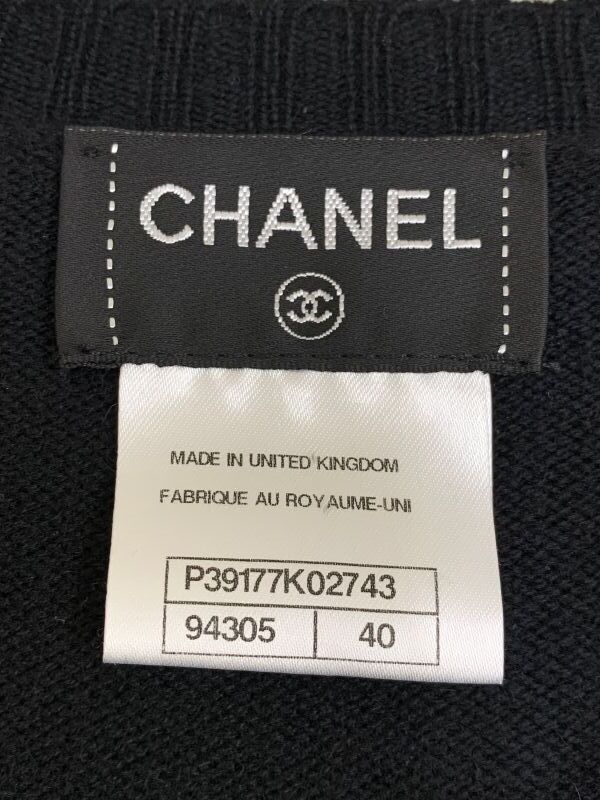 CHANEL
MADE IN UNITED KINGDOM
FABRIQUE AU ROYAUME-UNI
P39177K02743
94305 40